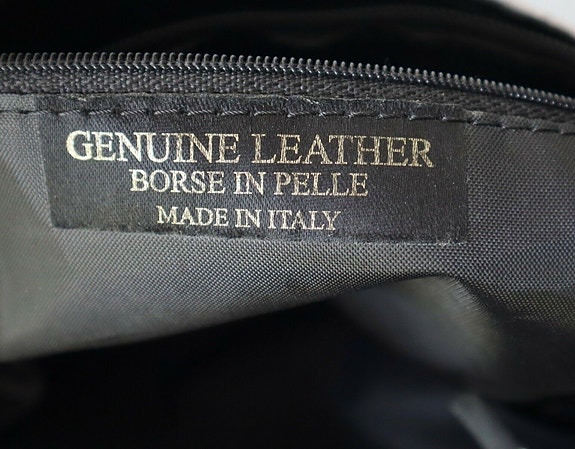 GENUINE LEATHER
BORSE IN PELLE
MADE IN ITALY